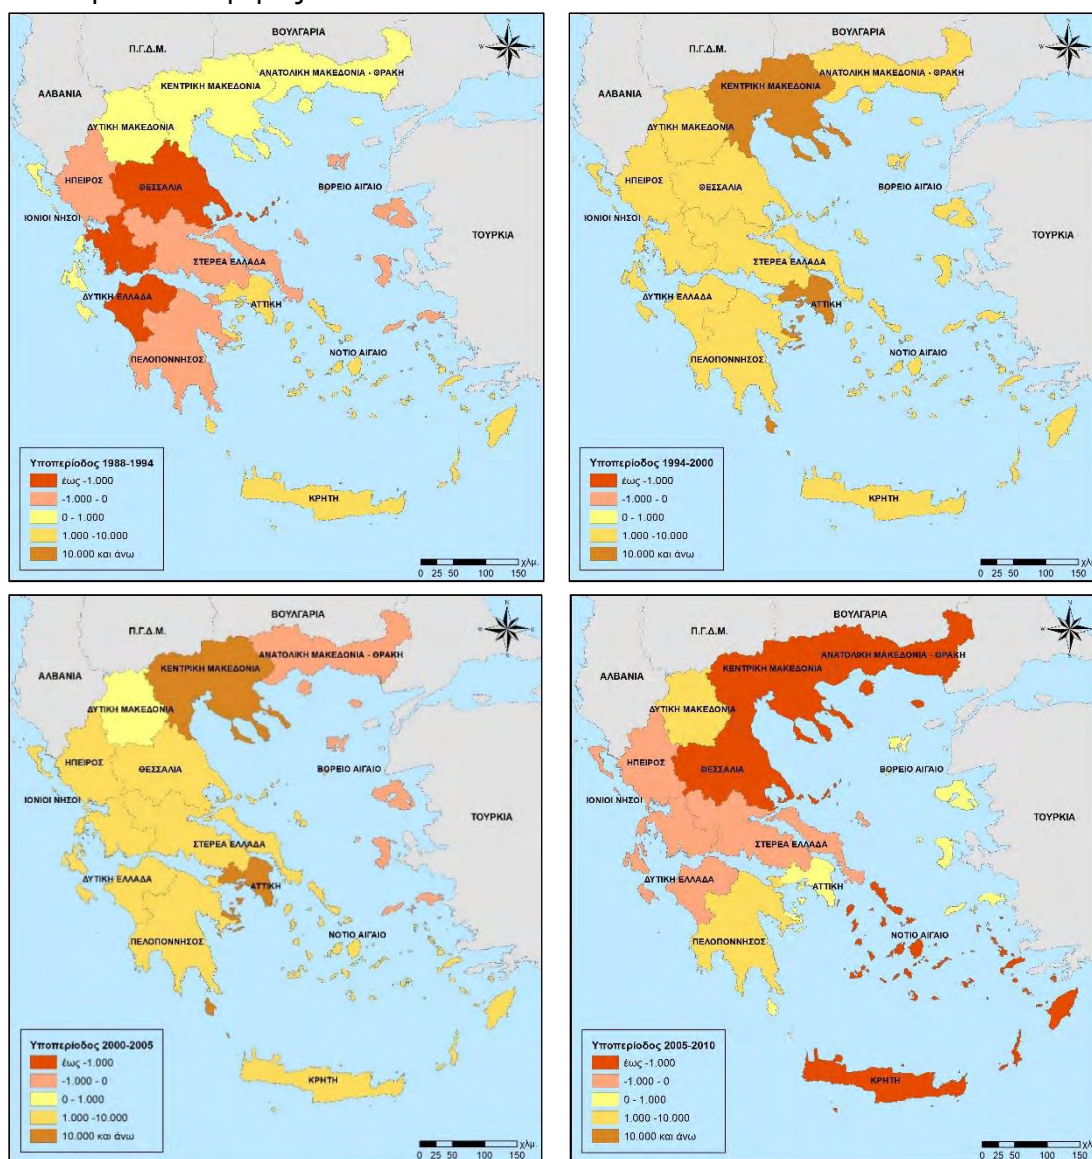 ΒΟΥΛΓΑΡΙΑ
Π.Γ.Δ.Μ.
ΑΛΒΑΝΙΑ
ΑΝΑΤΟΛΙΚΗ ΜΑΚΕΔΟΝΙΑ - ΘΡΑΚΗ
ΚΕΝΤΡΙΚΗ ΜΑΚΕΔΟΝΙΑ
ΔΥΤΙΚΗ ΜΑΚΕΔΟΝΙΑ
ΗΠΕΙΡΟΣ
ΘΕΣΣΑΛΙΑ
ΒΟΡΕΙΟ ΑΙΓΑΙΟ
ΙΟΝΙΟΙ ΝΗΣΟΙ
ΤΟΥΡΚΙΑ
ΣΤΕΡΕΑ ΕΛΛΑΔΑ
ΔΥΤΙΚΗ ΕΛΛΑΔΑ
ΑΤΤΙΚΗ
ΠΕΛΟΠΟΝΝΗΣΟΣ
ΝΟΤΙΟ ΑΙΓΑΙΟ
ΚΡΗΤΗ
Υποπερίοδος 1988-1994
έως -1.000
-1.000 - 0
0 - 1.000
1.000 -10.000
10.000 και άνω
χλμ.
0 25 50 100 150
ΒΟΥΛΓΑΡΙΑ
Π.Γ.Δ.Μ.
ΑΛΒΑΝΙΑ
ΑΝΑΤΟΛΙΚΗ ΜΑΚΕΔΟΝΙΑ - ΘΡΑΚΗ
ΚΕΝΤΡΙΚΗ ΜΑΚΕΔΟΝΙΑ
ΔΥΤΙΚΗ ΜΑΚΕΔΟΝΙΑ
ΗΠΕΙΡΟΣ
ΘΕΣΣΑΛΙΑ
ΒΟΡΕΙΟ ΑΙΓΑΙΟ
ΙΟΝΙΟΙ ΝΗΣΟΙ
ΤΟΥΡΚΙΑ
ΣΤΕΡΕΑ ΕΛΛΑΔΑ
ΔΥΤΙΚΗ ΕΛΛΑΔΑ
ΑΤΤΙΚΗ
ΠΕΛΟΠΟΝΝΗΣΟΣ
ΝΟΤΙΟ ΑΙΓΑΙΟ
ΚΡΗΤΗ
Υποπερίοδος 1994-2000
έως -1.000
-1.000 - 0
0 - 1.000
1.000 -10.000
10.000 και άνω
χλμ.
0 25 50 100 150
ΒΟΥΛΓΑΡΙΑ
Π.Γ.Δ.Μ.
ΑΛΒΑΝΙΑ
ΑΝΑΤΟΛΙΚΗ ΜΑΚΕΔΟΝΙΑ - ΘΡΑΚΗ
ΚΕΝΤΡΙΚΗ ΜΑΚΕΔΟΝΙΑ
ΔΥΤΙΚΗ ΜΑΚΕΔΟΝΙΑ
ΗΠΕΙΡΟΣ
ΘΕΣΣΑΛΙΑ
ΒΟΡΕΙΟ ΑΙΓΑΙΟ
ΙΟΝΙΟΙ ΝΗΣΟΙ
ΤΟΥΡΚΙΑ
ΣΤΕΡΕΑ ΕΛΛΑΔΑ
ΔΥΤΙΚΗ ΕΛΛΑΔΑ
ΑΤΤΙΚΗ
ΠΕΛΟΠΟΝΝΗΣΟΣ
ΝΟΤΙΟ ΑΙΓΑΙΟ
ΚΡΗΤΗ
Υποπερίοδος 2000-2005
έως -1.000
-1.000 - 0
0 - 1.000
1.000 -10.000
10.000 και άνω
χλμ.
0 25 50 100 150
ΒΟΥΛΓΑΡΙΑ
Π.Γ.Δ.Μ.
ΑΛΒΑΝΙΑ
ΑΝΑΤΟΛΙΚΗ ΜΑΚΕΔΟΝΙΑ - ΘΡΑΚΗ
ΚΕΝΤΡΙΚΗ ΜΑΚΕΔΟΝΙΑ
ΔΥΤΙΚΗ ΜΑΚΕΔΟΝΙΑ
ΗΠΕΙΡΟΣ
ΘΕΣΣΑΛΙΑ
ΒΟΡΕΙΟ ΑΙΓΑΙΟ
ΙΟΝΙΟΙ ΝΗΣΟΙ
ΤΟΥΡΚΙΑ
ΣΤΕΡΕΑ ΕΛΛΑΔΑ
ΔΥΤΙΚΗ ΕΛΛΑΔΑ
ΑΤΤΙΚΗ
ΠΕΛΟΠΟΝΝΗΣΟΣ
ΝΟΤΙΟ ΑΙΓΑΙΟ
ΚΡΗΤΗ
Υποπερίοδος 2005-2010
έως -1.000
-1.000 - 0
0 - 1.000
1.000 -10.000
10.000 και άνω
χλμ.
0 25 50 100 150